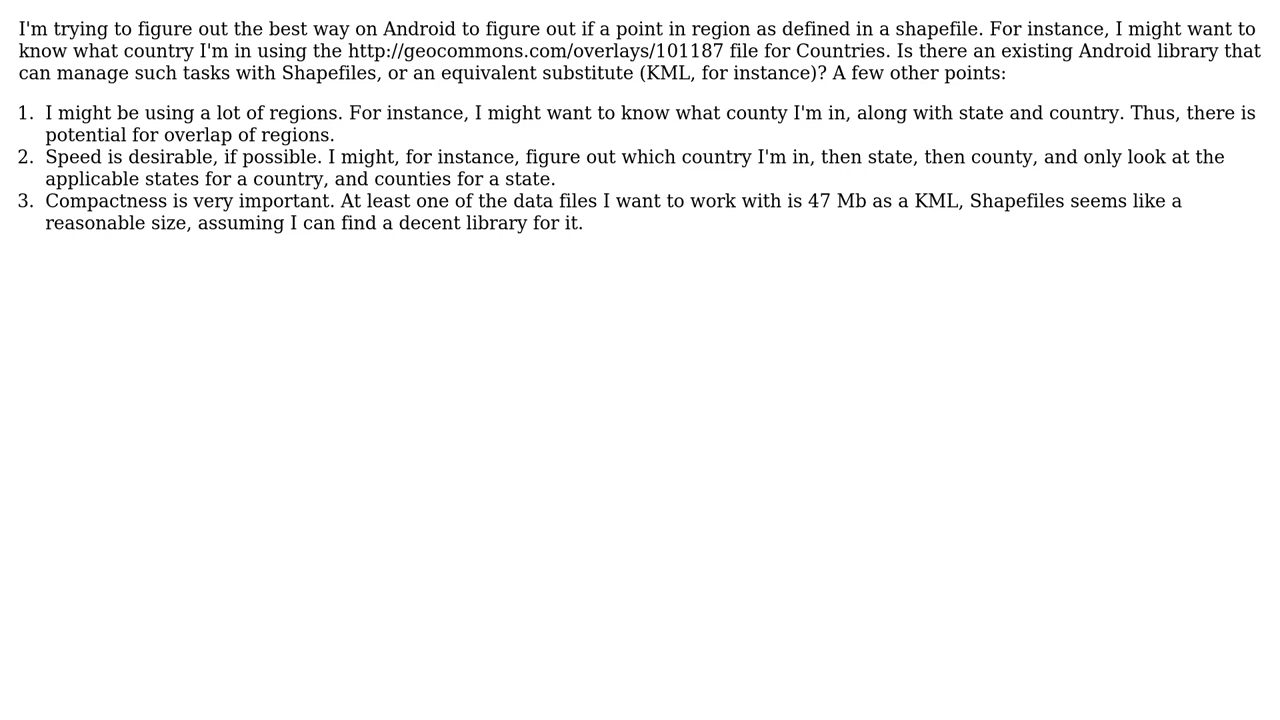 I'm trying to figure out the best way on Android to figure out if a point in region as defined in a shapefile. For instance, I might want to
know what country I'm in using the http://geocommons.com/overlays/101187 file for Countries. Is there an existing Android library that
can manage such tasks with Shapefiles, or an equivalent substitute (KML, for instance)? A few other points:
1. I might be using a lot of regions. For instance, I might want to know what county I'm in, along with state and country. Thus, there is
potential for overlap of regions.
2. Speed is desirable, if possible. I might, for instance, figure out which country I'm in, then state, then county, and only look at the
applicable states for a country, and counties for a state.
3. Compactness is very important. At least one of the data files I want to work with is 47 Mb as a KML, Shapefiles seems like a
reasonable size, assuming I can find a decent library for it.